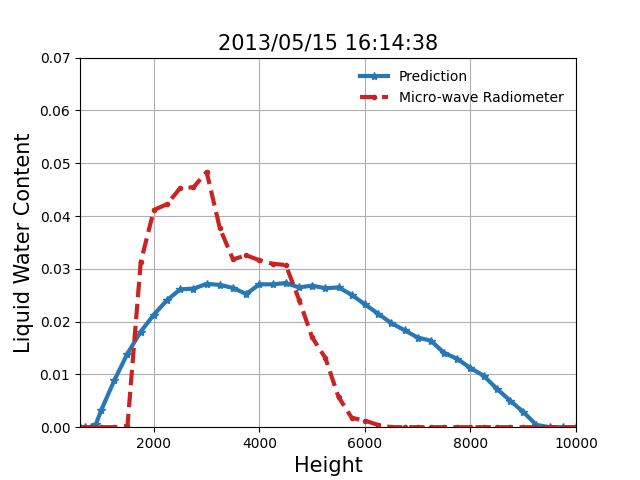 2013/05/15 16:14:38
0.07
0.06
0.05
0.04
0.03
0.02
0.01
0.00
Liquid Water Content
Prediction
Micro-wave Radiometer
2000 4000 6000 8000 10000
Height